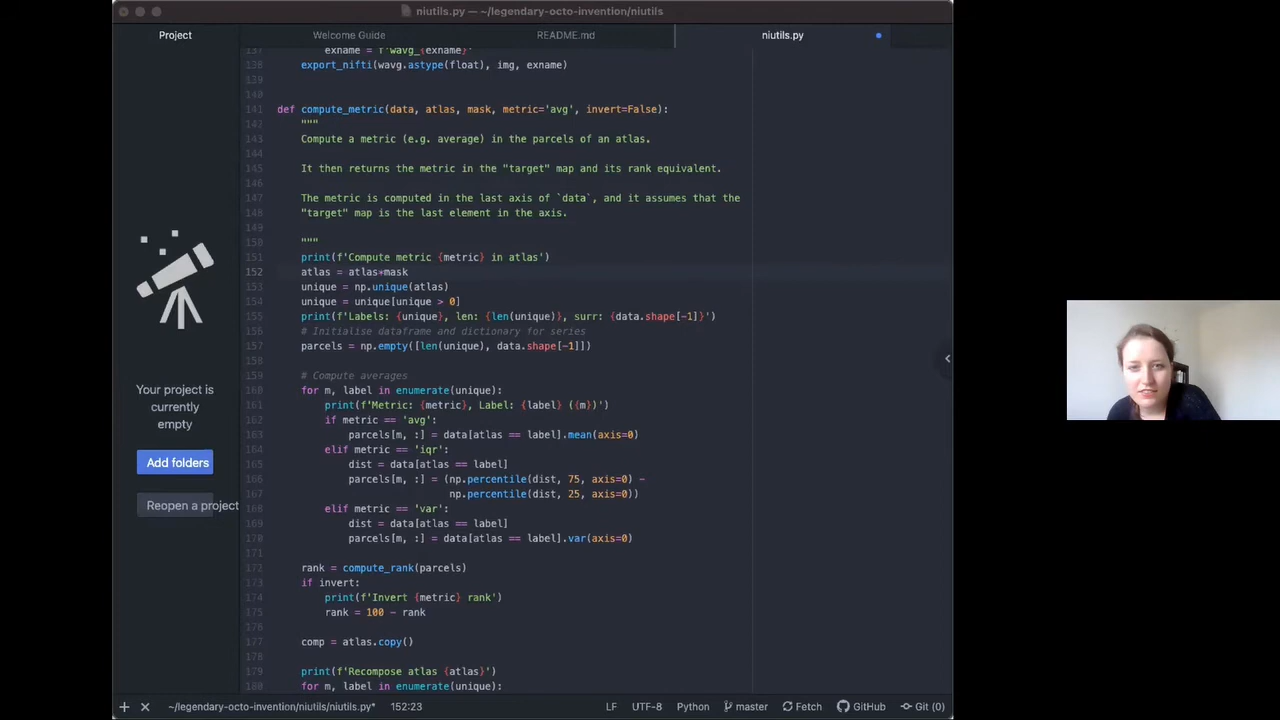 niutils.py — ~/legendary-octo-invention/niutils
Project
Welcome Guide
README.md
niutils.py
137 exname = f'wavg_{exname}'
138 export_nifti(wavg.astype(float), img, exname)
139
140
141 def compute_metric(data, atlas, mask, metric='avg', invert=False):
142 """
143 Compute a metric (e.g. average) in the parcels of an atlas.
144
145 It then returns the metric in the "target" map and its rank equivalent.
146
147 The metric is computed in the last axis of `data`, and it assumes that the
148 "target" map is the last element in the axis.
149
150 """
151 print(f'Compute metric {metric} in atlas')
152 atlas = atlas*mask
153 unique = np.unique(atlas)
154 unique = unique[unique > 0]
155 print(f'Labels: {unique}, len: {len(unique)}, surr: {data.shape[-1]}')
156 # Initialise dataframe and dictionary for series
157 parcels = np.empty([len(unique), data.shape[-1]])
158
159 # Compute averages
160 for m, label in enumerate(unique):
161 print(f'Metric: {metric}, Label: {label} ({m})')
162 if metric == 'avg':
163 parcels[m, :] = data[atlas == label].mean(axis=0)
164 elif metric == 'iqr':
165 dist = data[atlas == label]
166 parcels[m, :] = (np.percentile(dist, 75, axis=0) -
167 np.percentile(dist, 25, axis=0))
168 elif metric == 'var':
169 dist = data[atlas == label]
170 parcels[m, :] = data[atlas == label].var(axis=0)
171
172 rank = compute_rank(parcels)
173 if invert:
174 print(f'Invert {metric} rank')
175 rank = 100 - rank
176
177 comp = atlas.copy()
178
179 print(f'Recompose atlas {atlas}')
180 for m, label in enumerate(unique):
Your project is
currently
empty
Add folders
Reopen a project
~/legendary-octo-invention/niutils/niutils.py*
152:23
LF
UTF-8
Python
master
Fetch
GitHub
Git (0)